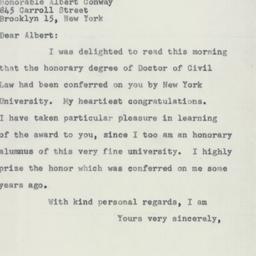 Honorable Albert Conway
845 Carroll Street
Brooklyn 15, New York
Dear Albert:
I was delighted to read this morning
that the honorary degree of Doctor of Civil
Law had been conferred on you by New York
University. My heartiest congratulations.
I have taken particular pleasure in learning
of the award to you, since I too am an honorary
alumnus of this very fine university. I highly
prize the honor which was conferred on me some
years ago.
With kind personal regards, I am
Yours very sincerely,